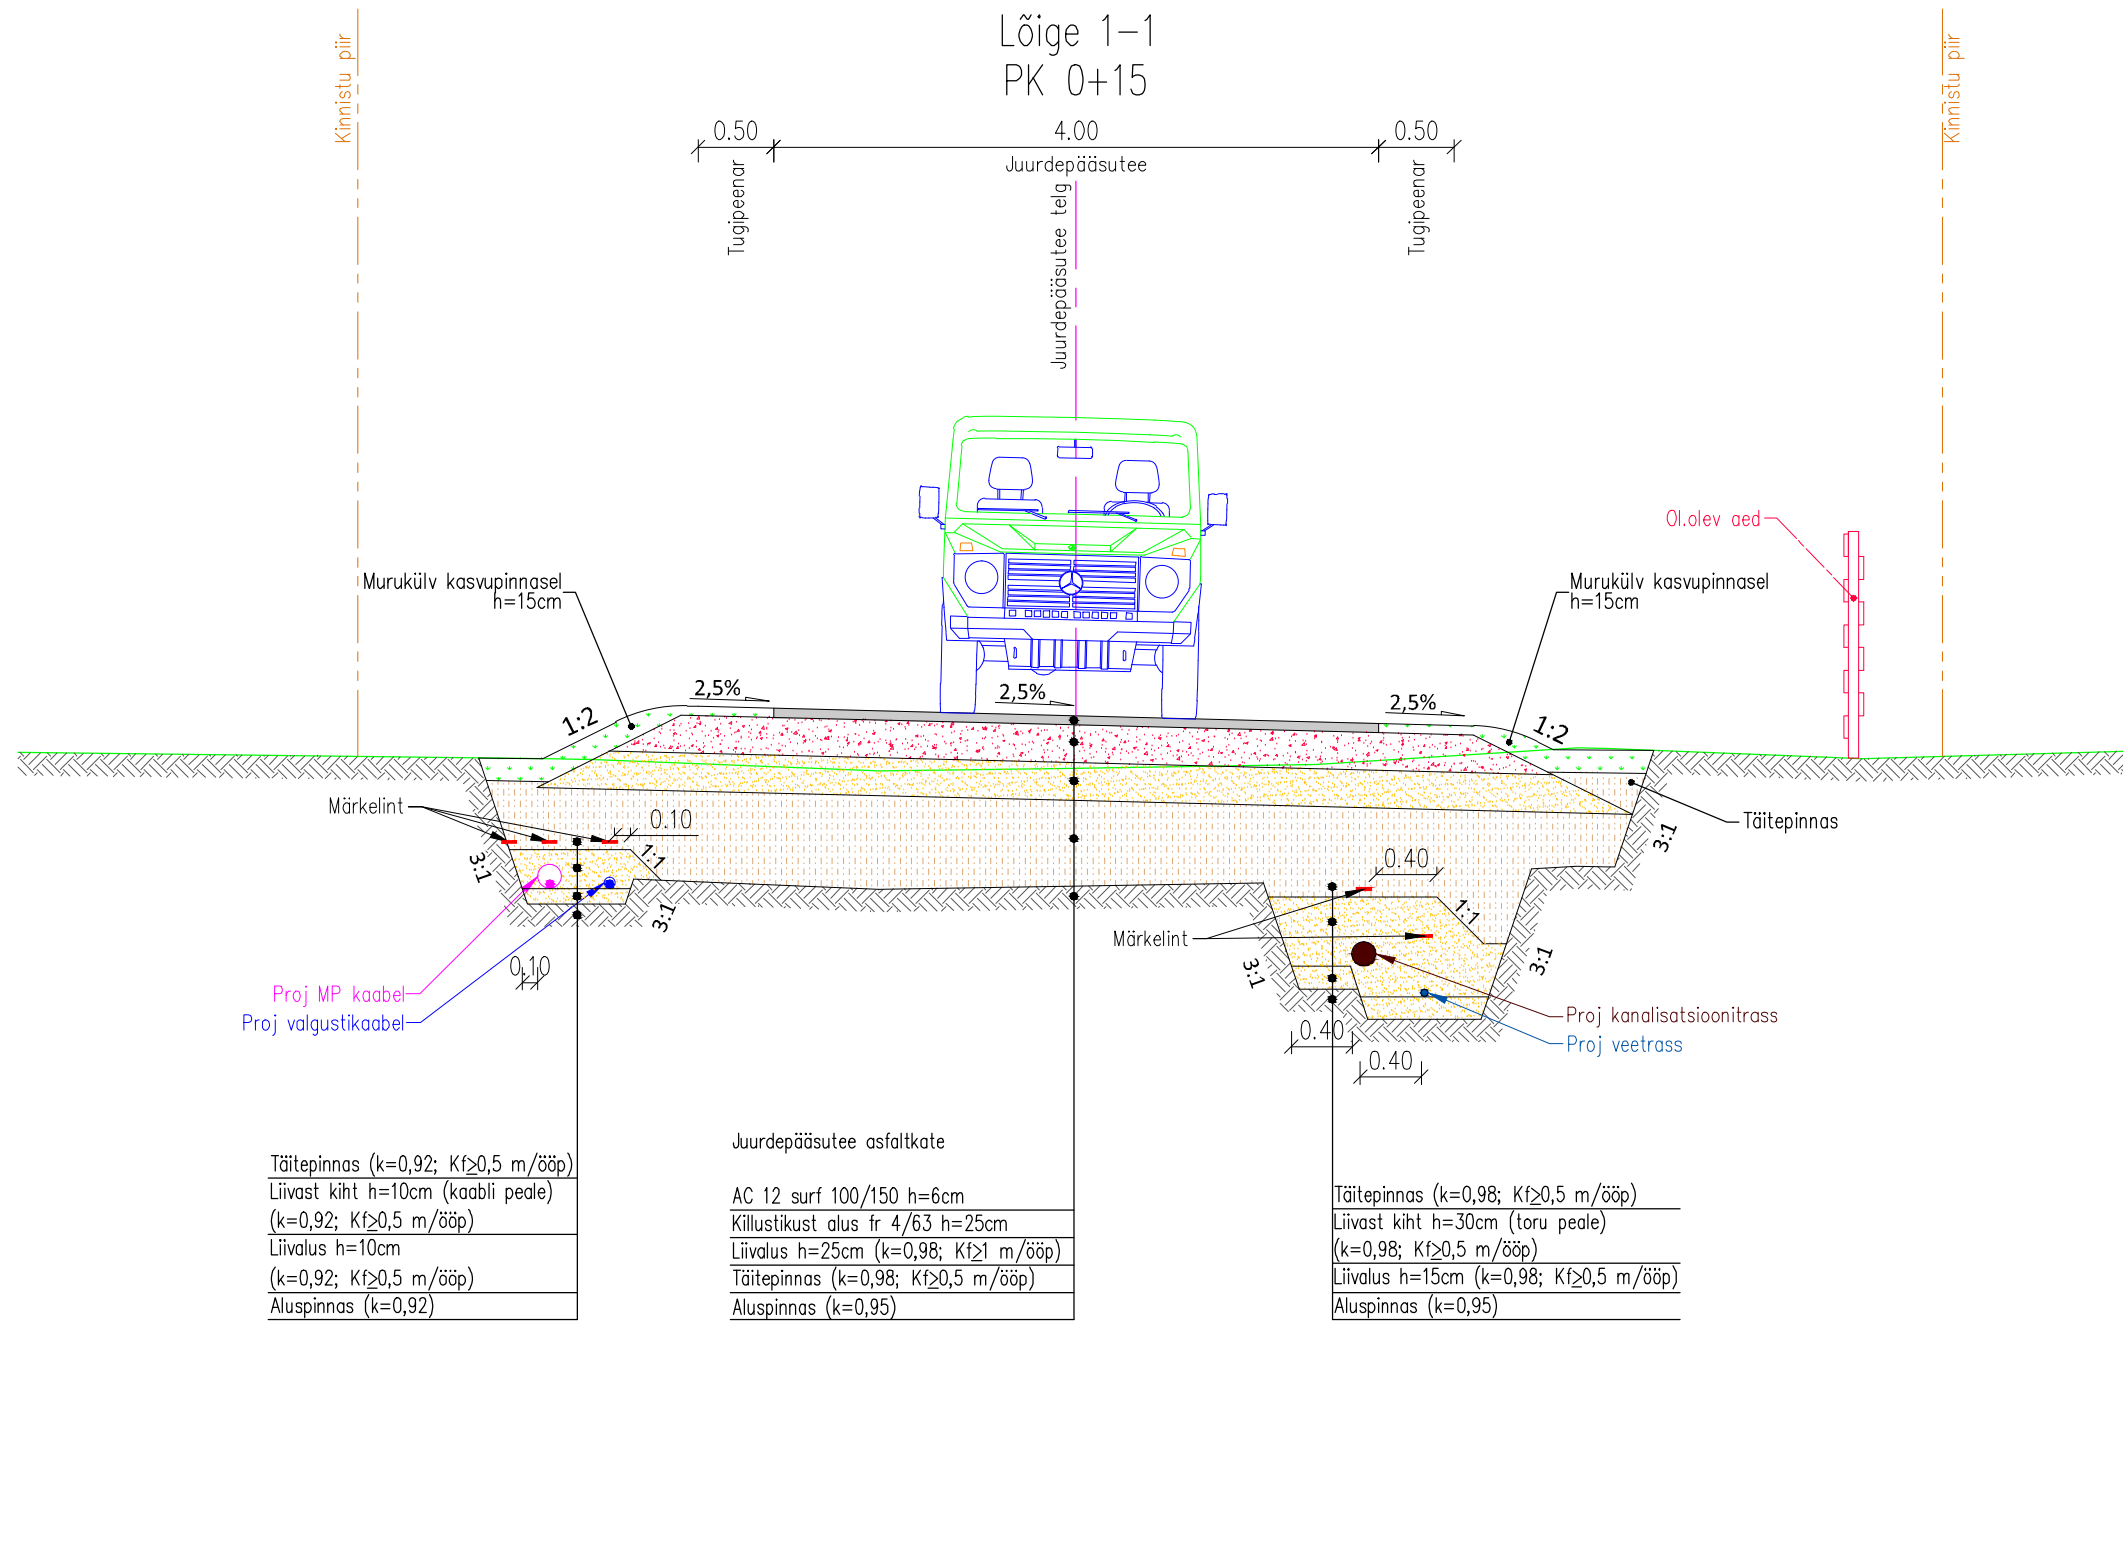 Lõige 1-1
PK 0+15
Kinnistu piir
Kinnistu piir
0.50
4.00
0.50
Juurdepääsutee
Tugipeenar
Juurdepääsutee telg
Tugipeenar
Ol.olev aed
Murukülv kasvupinnasel
h=15cm
Murukülv kasvupinnasel
h=15cm
2,5%
2,5%
2,5%
1:2
1:2
Märkelint
0.10
Täitepinnas
3:1
1:1
3:1
3:1
0.40
1:1
Märkelint
3:1
3:1
0.10
Proj MP kaabel
Proj valgustikaabel
Proj kanalisatsioonitrass
Proj veetrass
0.40
0.40
Täitepinnas (k=0,92; Kf≥0,5 m/ööp)
Liivast kiht h=10cm (kaabli peale)
(k=0,92; Kf≥0,5 m/ööp)
Liivalus h=10cm
(k=0,92; Kf≥0,5 m/ööp)
Aluspinnas (k=0,92)
Juurdepääsutee asfaltkate
AC 12 surf 100/150 h=6cm
Killustikust alus fr 4/63 h=25cm
Liivalus h=25cm (k=0,98; Kf≥1 m/ööp)
Täitepinnas (k=0,98; Kf≥0,5 m/ööp)
Aluspinnas (k=0,95)
Täitepinnas (k=0,98; Kf≥0,5 m/ööp)
Liivast kiht h=30cm (toru peale)
(k=0,98; Kf≥0,5 m/ööp)
Liivalus h=15cm (k=0,98; Kf≥0,5 m/ööp)
Aluspinnas (k=0,95)